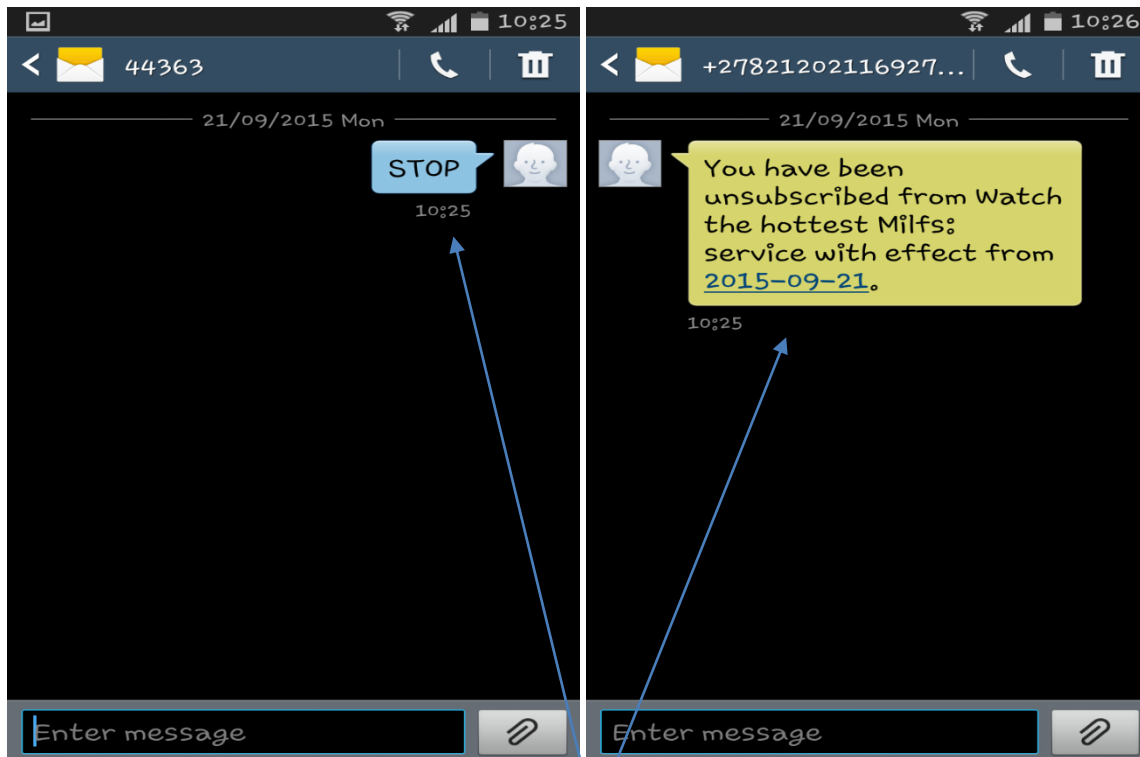 10:25
44363
21/09/2015 Mon
STOP
10:25
Enter message
10:26
+27821202116927...
21/09/2015 Mon
You have been
unsubscribed from Watch
the hottest Milfs:
service with effect from
2015-09-21.
10:25
Enter message